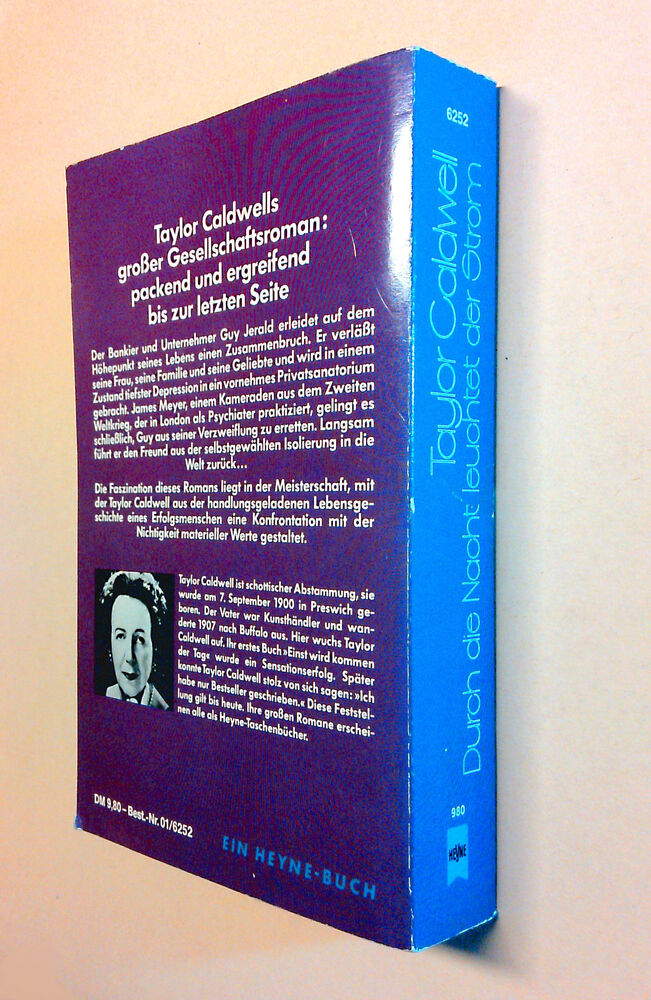 Taylor Caldwells
großer Gesellschaftsroman:
packend und ergreifend
bis zur letzten Seite
Der Bankier und Unternehmer Guy Jerald erleidet auf dem
Höhepunkt seines Lebens einen Zusammenbruch. Er verläßt
seine Frau, seine Familie und seine Geliebte und wird in einem
Zustand tiefster Depression in ein vornehmes Privatsanatorium
gebracht. James Meyer, einem Kameraden aus dem Zweiten
Weltkrieg, der in London als Psychiater praktiziert, gelingt es
schließlich, Guy aus seiner Verzweiflung zu erretten. Langsam
führt er den Freund aus der selbstgewählten Isolierung in die
Welt zurück...
Die Faszination dieses Romans liegt in der Meisterschaft, mit
der Taylor Caldwell aus der handlungsgeladenen Lebensge-
schichte eines Erfolgsmenschen eine Konfrontation mit der
Nichtigkeit materieller Werte gestaltet.
Taylor Caldwell ist schottischer Abstammung, sie
wurde am 7. September 1900 in Preswich ge-
boren. Der Vater war Kunsthändler und wan-
derte 1907 nach Buffalo aus. Hier wuchs Taylor
Caldwell auf. Ihr erstes Buch »Einst wird kommen
der Tag« wurde ein Sensationserfolg. Später
konnte Taylor Caldwell stolz von sich sagen: »Ich
habe nur Bestseller geschrieben.« Diese Feststel-
lung gilt bis heute. Ihre großen Romane erschei-
nen alle als Heyne-Taschenbücher.
DM 9,80 – Best.-Nr. 01/6252
EIN HEYNE-BUCH
6252
Taylor Caldwell
Durch die Nacht leuchtet der Strom
980
HEYNE